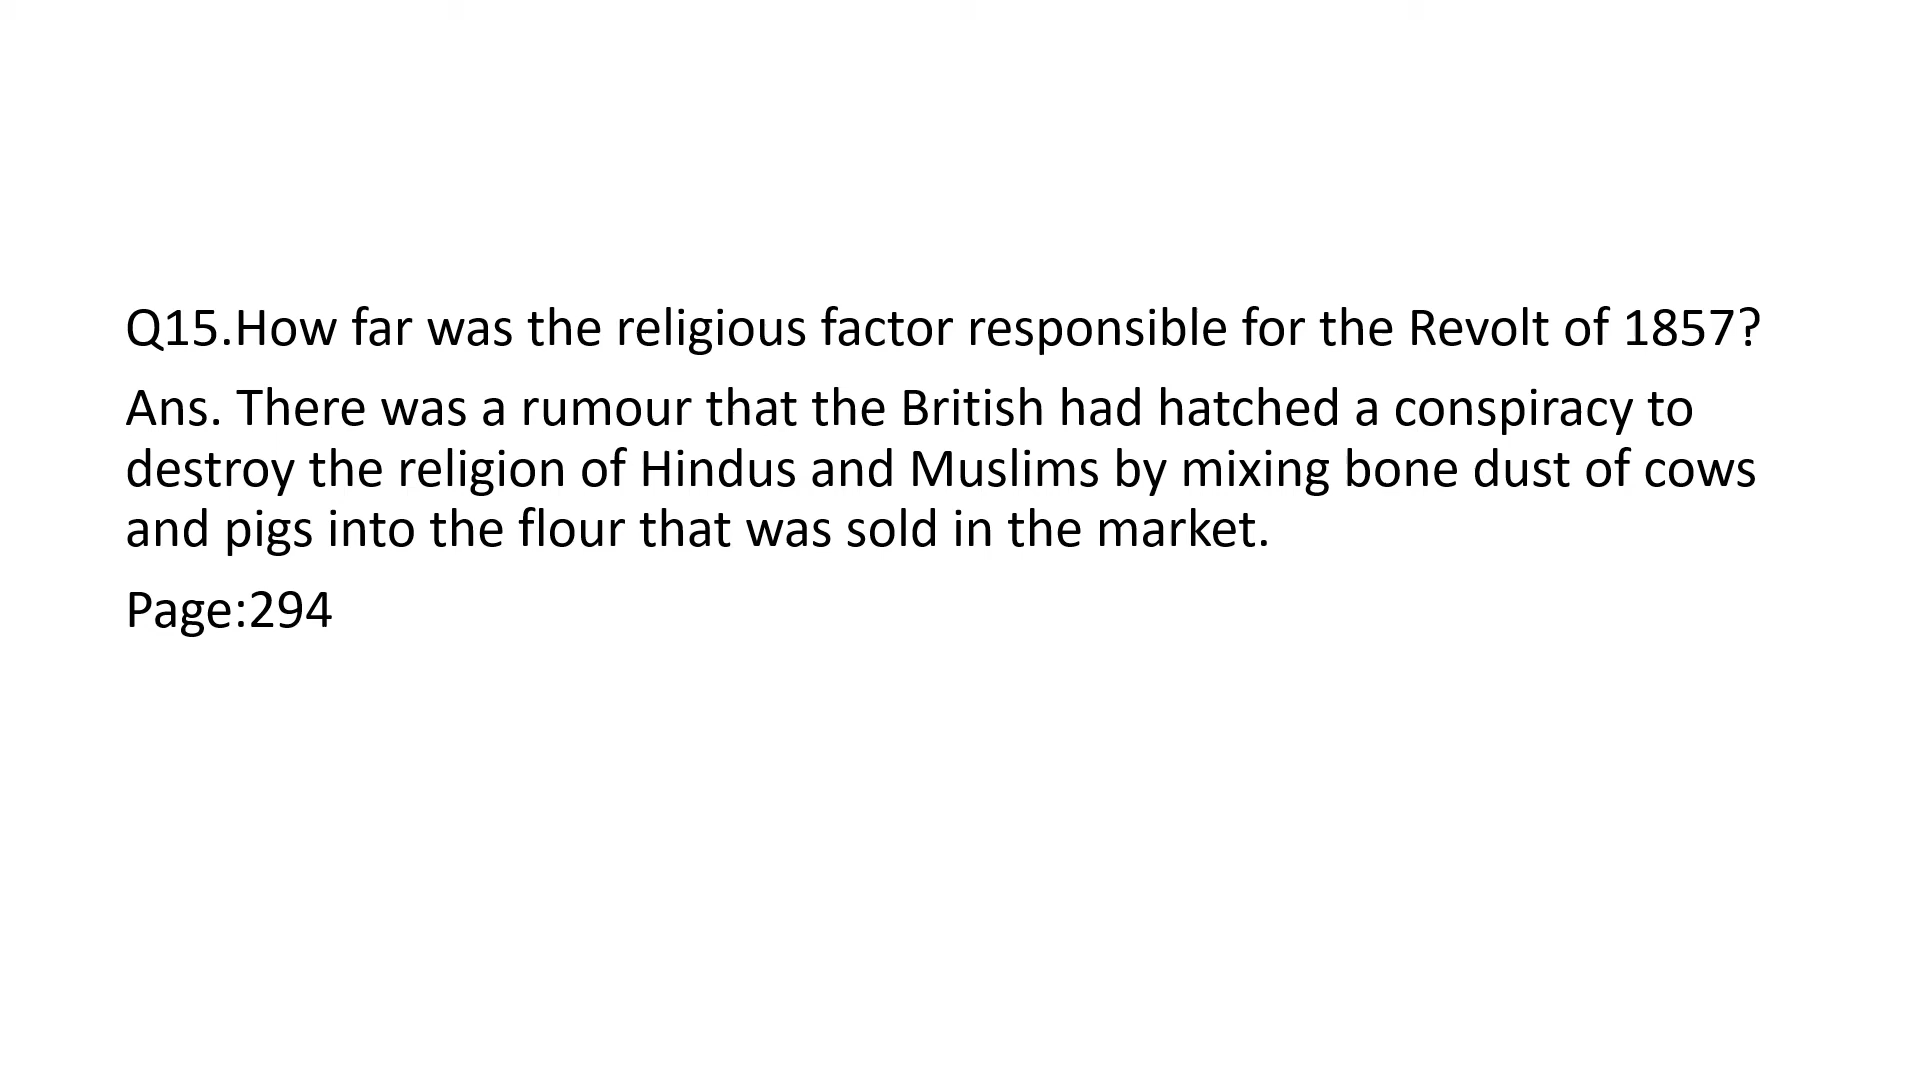 Q15.How far was the religious factor responsible for the Revolt of 1857?
Ans. There was a rumour that the British had hatched a conspiracy to
destroy the religion of Hindus and Muslims by mixing bone dust of cows
and pigs into the flour that was sold in the market.
Page:294